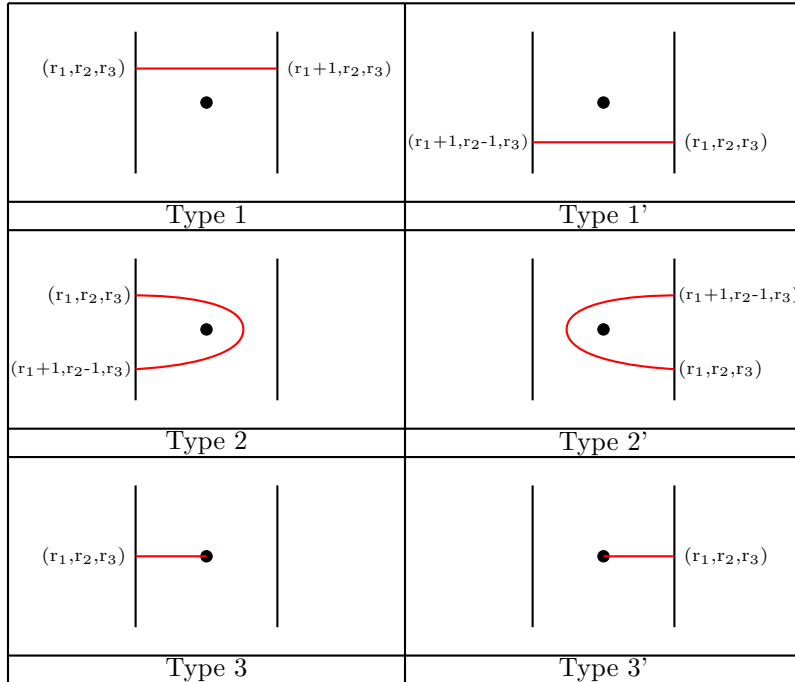 (r₁,r₂,r₃) (r₁+1,r₂,r₃)
(r₁+1,r₂-1,r₃) (r₁,r₂,r₃)
Type 1 Type 1'
(r₁,r₂,r₃) (r₁+1,r₂-1,r₃)
(r₁+1,r₂-1,r₃) (r₁,r₂,r₃)
Type 2 Type 2'
(r₁,r₂,r₃) (r₁,r₂,r₃)
Type 3 Type 3'